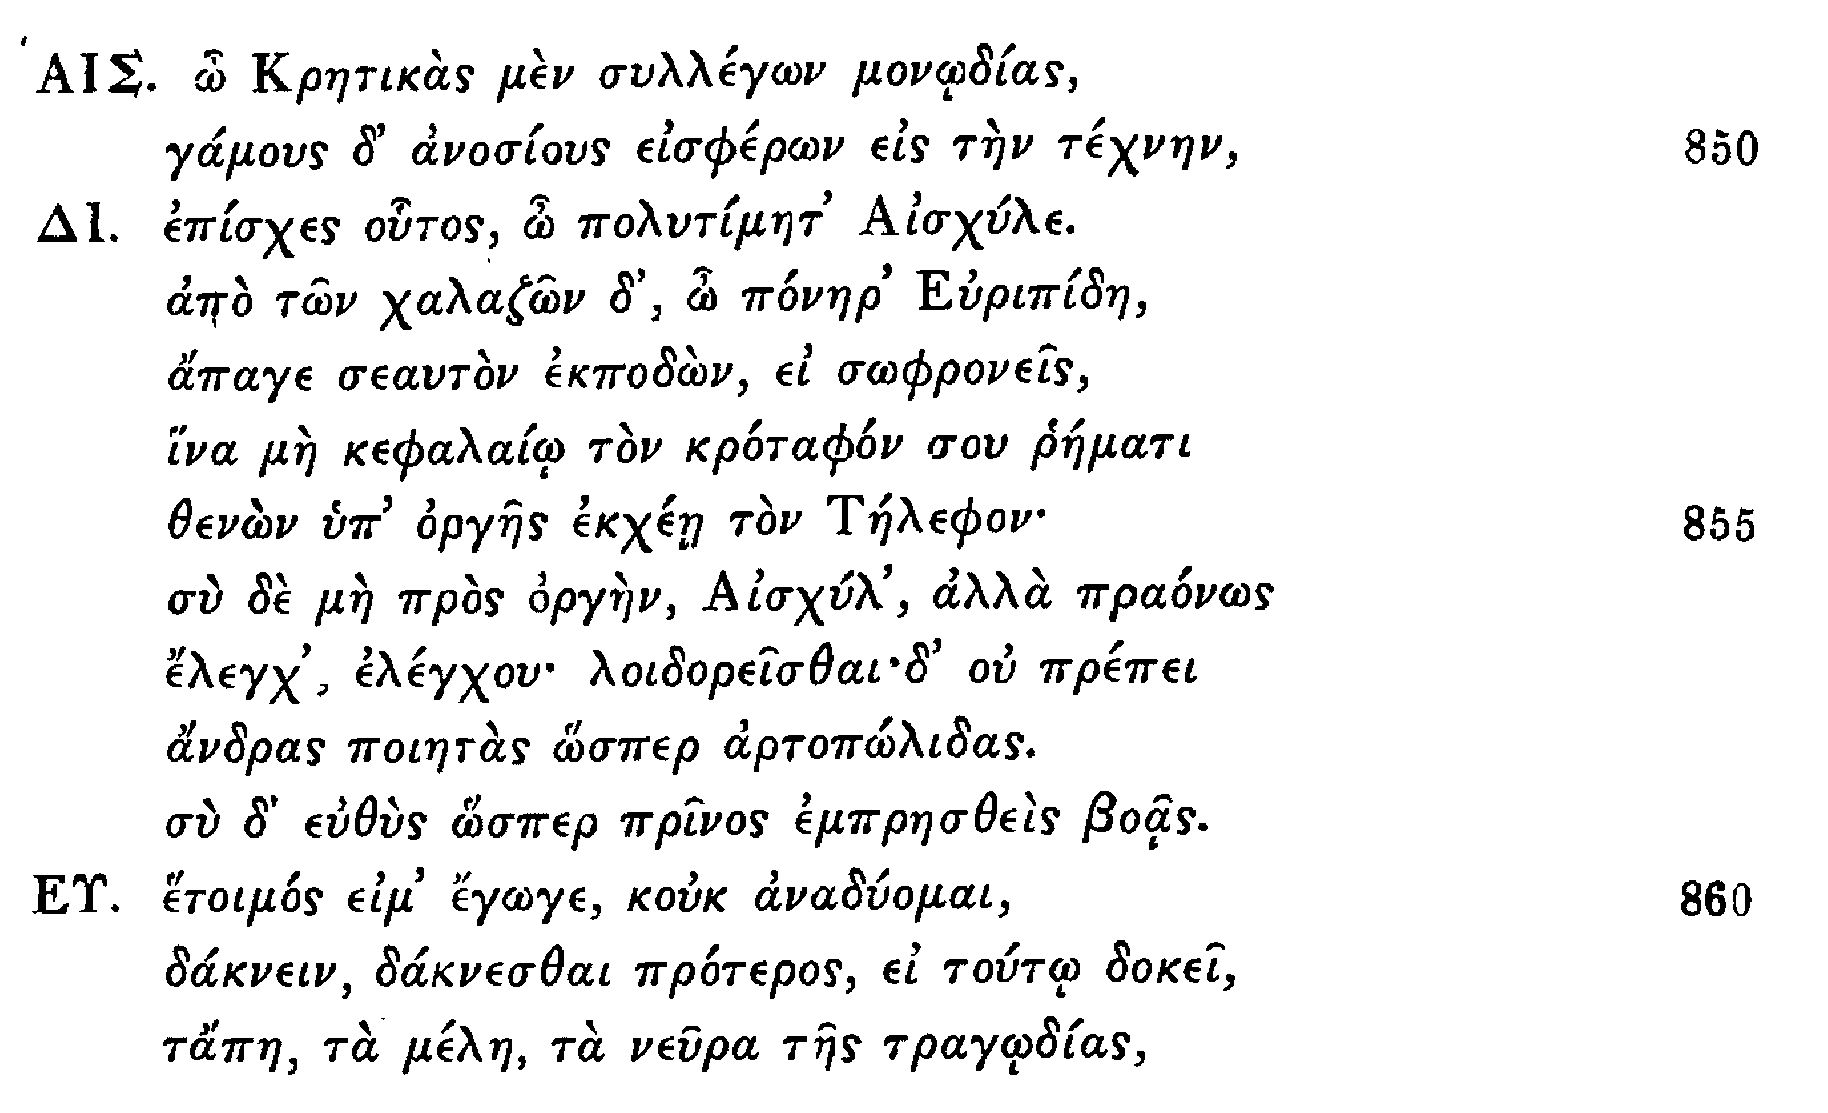 ΑΙΣ. ὦ Κρητικὰς μὲν συλλέγων μονῳδίας,
γάμους δ’ ἀνοσίους εἰσφέρων εἰς τὴν τέχνην, 850
ΔΙ. ἐπίσχες οὗτος, ὦ πολυτίμητ’ Αἰσχύλε.
ἀπὸ τῶν χαλαζῶν δ’, ὦ πόνηρ’ Εὐριπίδη,
ἄπαγε σεαυτὸν ἐκποδὼν, εἰ σωφρονεῖς,
ἵνα μὴ κεφαλαίῳ τὸν κρόταφόν σου ῥήματι
θενὼν ὑπ’ ὀργῆς ἐκχέῃ τὸν Τήλεφον· 855
σὺ δὲ μὴ πρὸς ὀργὴν, Αἰσχύλ’, ἀλλὰ πραόνως
ἔλεγχ’, ἐλέγχου· λοιδορεῖσθαι δ’ οὐ πρέπει
ἄνδρας ποιητὰς ὥσπερ ἀρτοπώλιδας.
σὺ δ’ εὐθὺς ὥσπερ πρῖνος ἐμπρησθεὶς βοᾷς.
ΕΥ. ἕτοιμός εἰμ’ ἔγωγε, κοὐκ ἀναδύομαι, 860
δάκνειν, δάκνεσθαι πρότερος, εἰ τούτῳ δοκεῖ,
τἄπη, τὰ μέλη, τὰ νεῦρα τῆς τραγῳδίας,